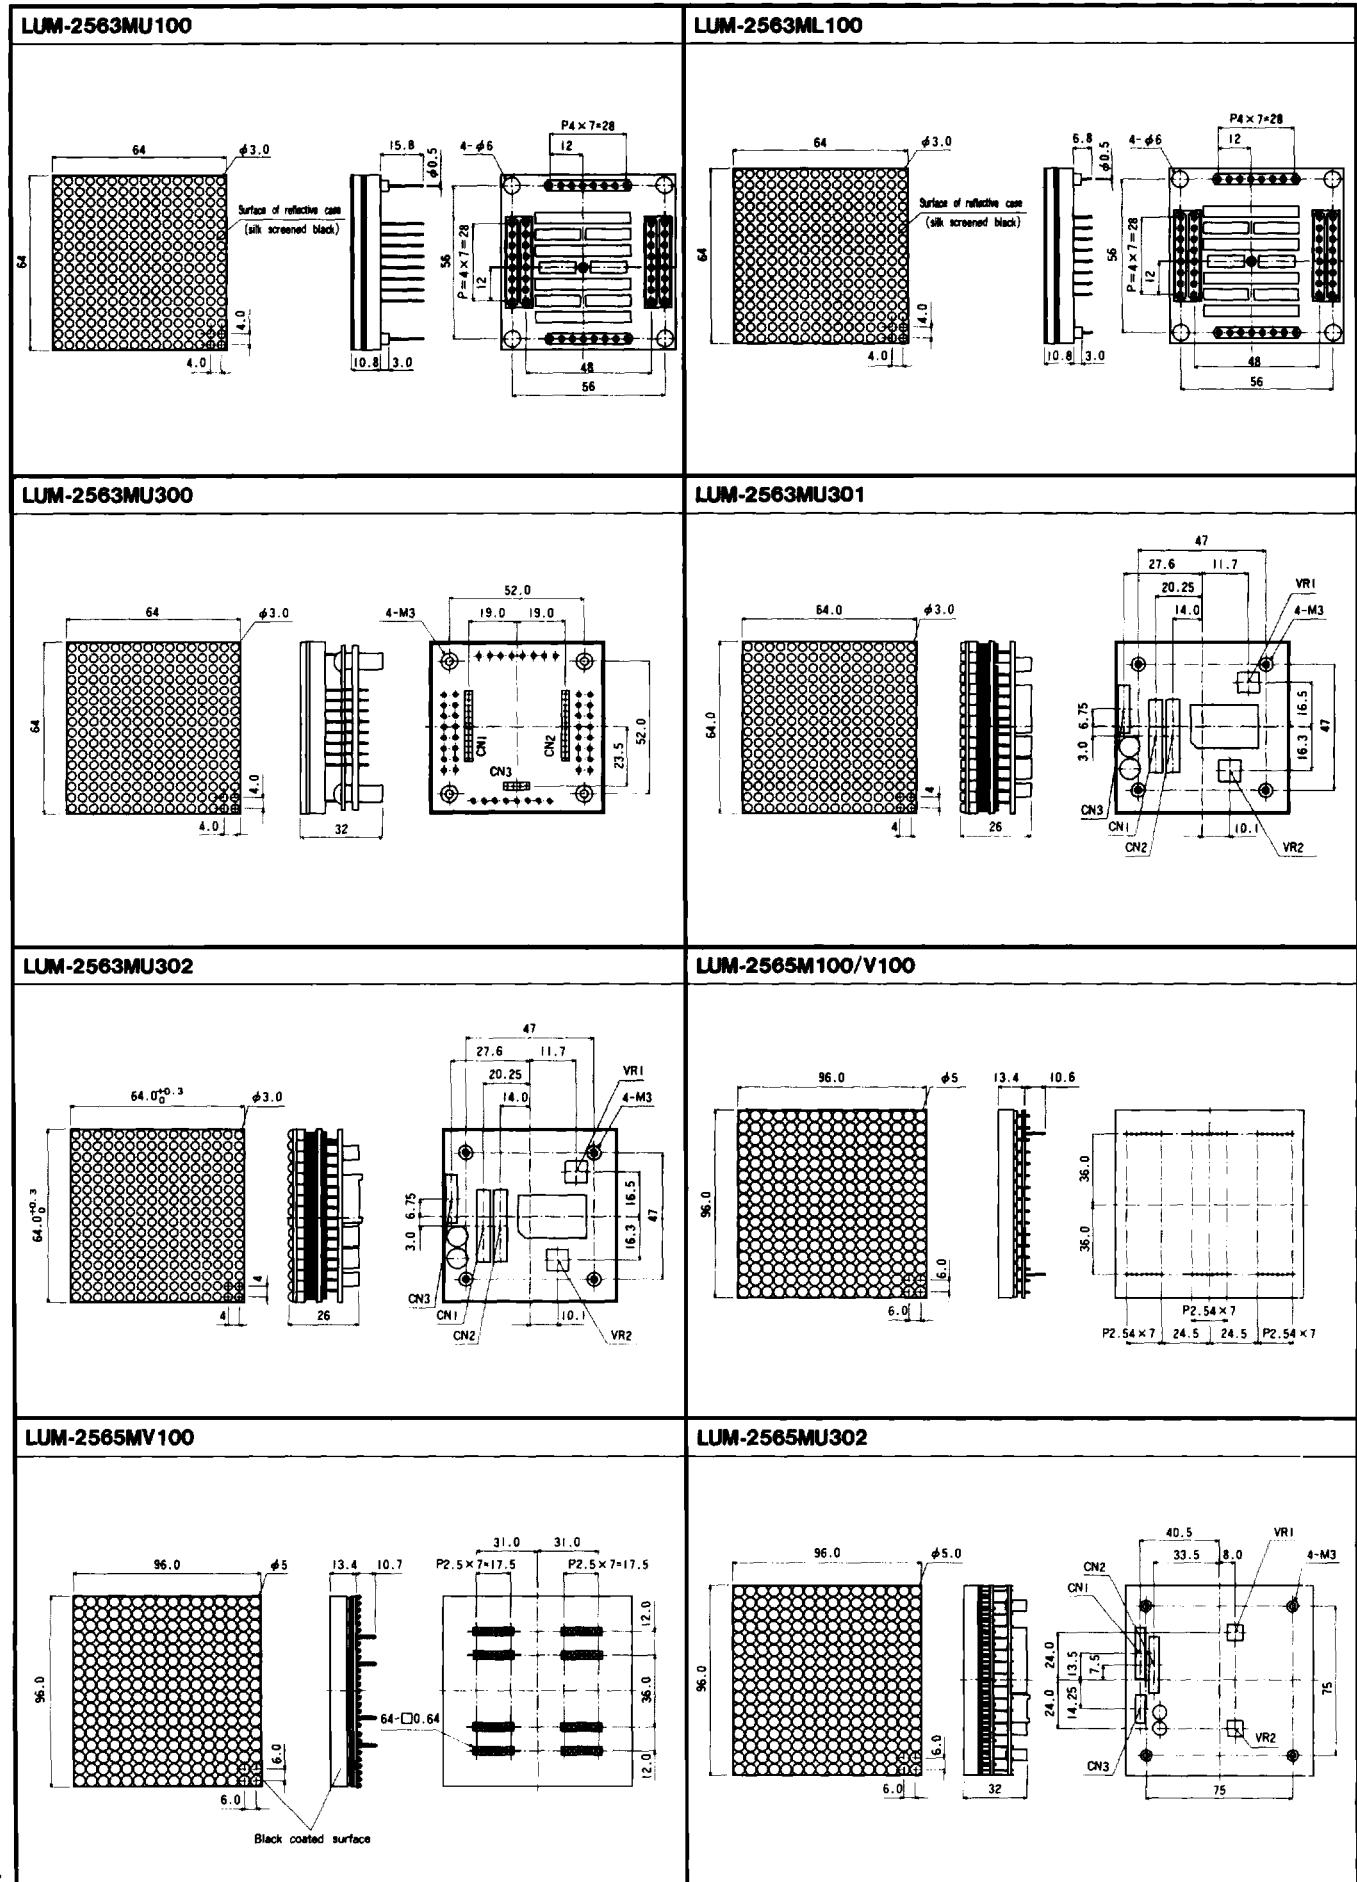 LUM-2563MU100
64
φ3.0
64
Surface of reflective case
(silk screened black)
4.0
4.0
15.8
φ0.5
10.8
3.0
4-φ6
P4×7=28
12
56
P=4×7=28
12
48
56
LUM-2563ML100
64
φ3.0
64
Surface of reflective case
(silk screened black)
4.0
4.0
6.8
φ0.5
10.8
3.0
4-φ6
P4×7=28
12
56
P=4×7=28
12
48
56
LUM-2563MU300
64
φ3.0
64
4.0
4.0
32
4-M3
52.0
19.0
19.0
CN1
CN2
CN3
23.5
52.0
LUM-2563MU301
64.0
φ3.0
64.0
4
4
26
47
27.6
11.7
20.25
14.0
VR1
4-M3
6.75
3.0
16.5
16.3
47
CN3
CN1
CN2
10.1
VR2
LUM-2563MU302
64.0 +0.3 0
φ3.0
64.0 +0.3 0
4
4
26
47
27.6
11.7
20.25
14.0
VR1
4-M3
6.75
3.0
16.5
16.3
47
CN3
CN1
CN2
10.1
VR2
LUM-2565M100/V100
96.0
φ5
96.0
6.0
6.0
13.4
10.6
36.0
36.0
P2.54×7
P2.54×7
24.5
24.5
P2.54×7
LUM-2565MV100
96.0
φ5
96.0
6.0
6.0
13.4
10.7
Black coated surface
31.0
31.0
P2.5×7=17.5
P2.5×7=17.5
12.0
36.0
12.0
64-□0.64
LUM-2565MU302
96.0
φ5.0
96.0
6.0
6.0
32
40.5
33.5
8.0
VR1
4-M3
CN2
CN1
24.0
13.5
7.5
24.0
14.25
CN3
VR2
75
75